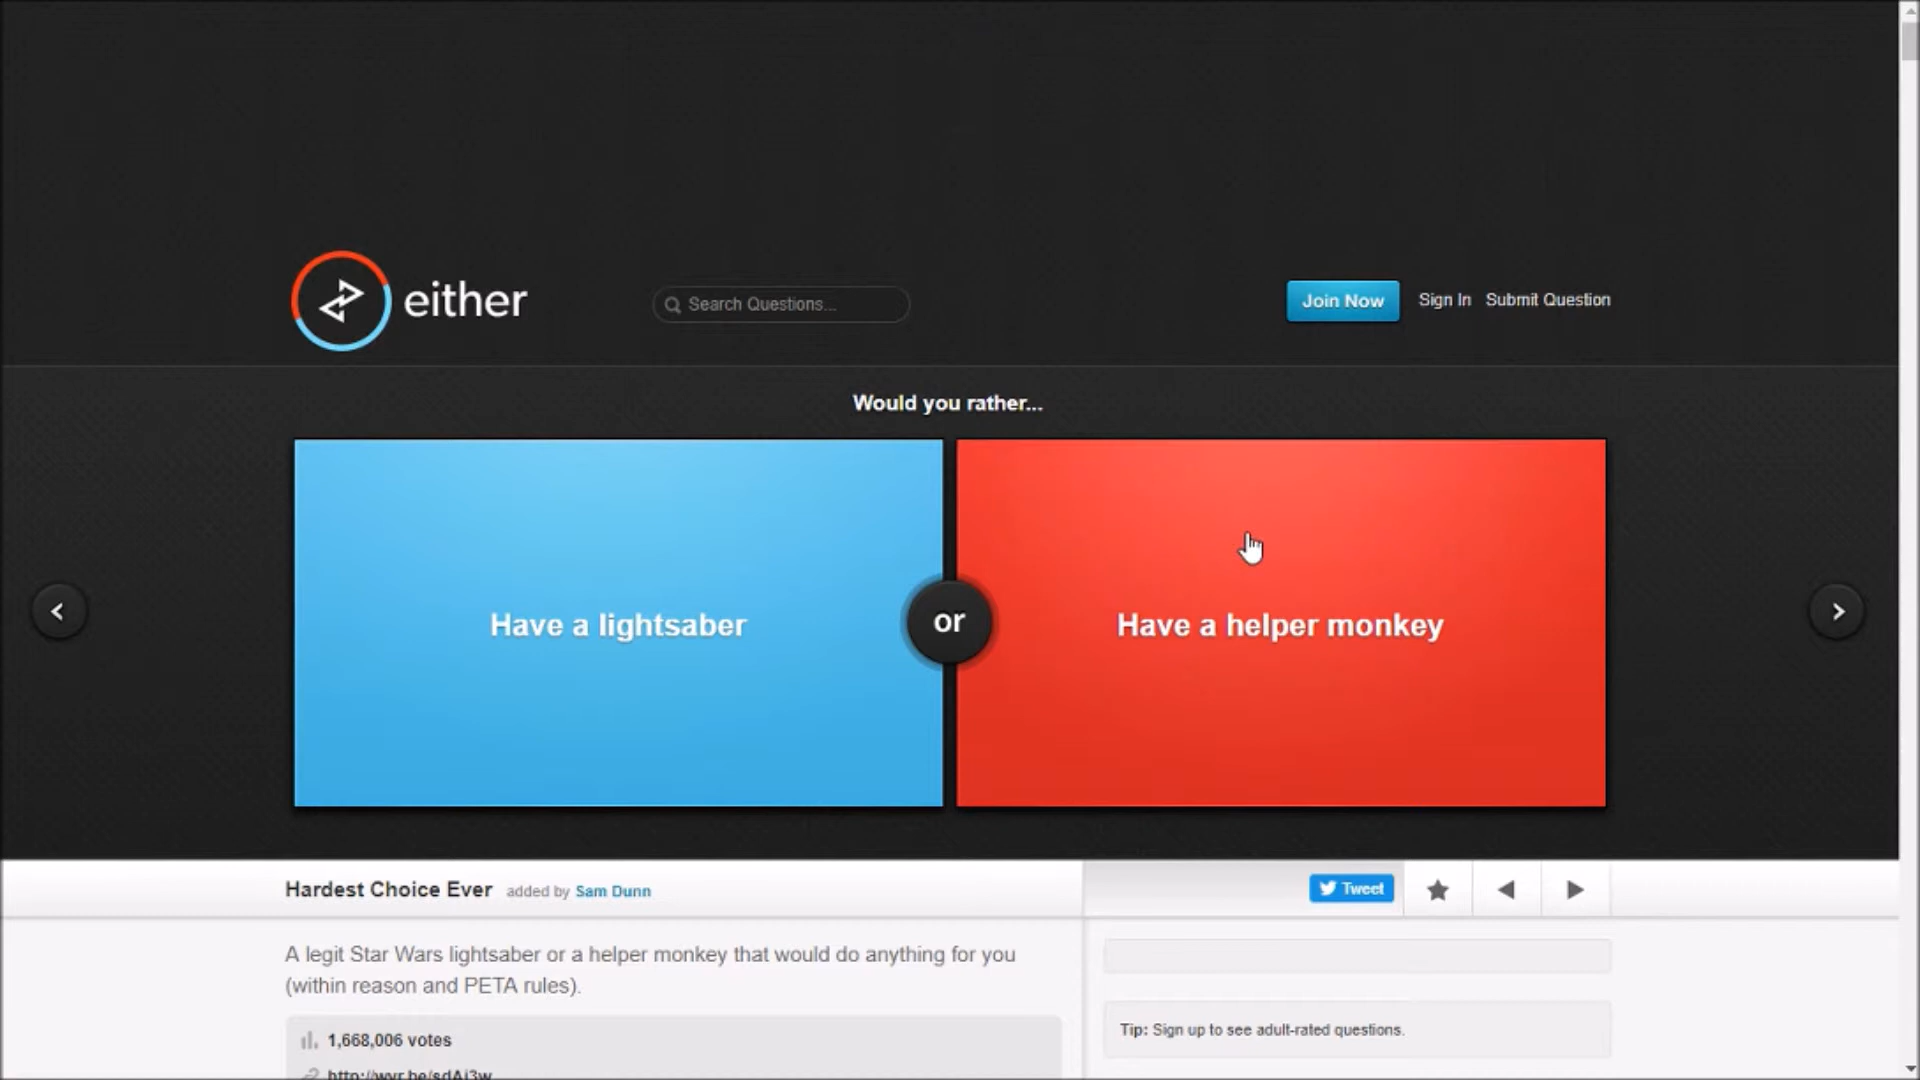 either
Search Questions...
Join Now
Sign In
Submit Question
Would you rather...
Have a lightsaber
or
Have a helper monkey
Hardest Choice Ever added by Sam Dunn
Tweet
A legit Star Wars lightsaber or a helper monkey that would do anything for you
(within reason and PETA rules).
1,668,006 votes
Tip: Sign up to see adult-rated questions.